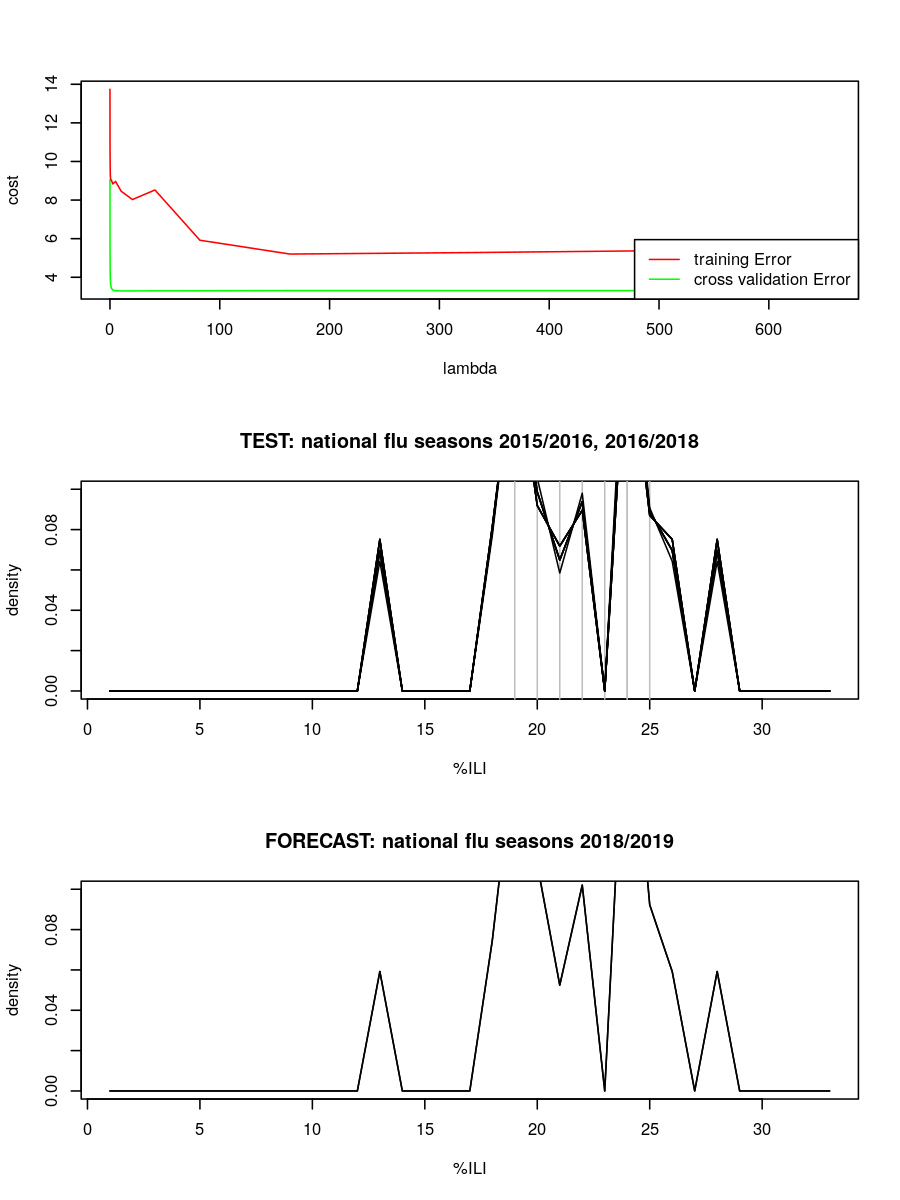 14
12
10
8
6
4
cost
training Error
cross validation Error
0 100 200 300 400 500 600
lambda
TEST: national flu seasons 2015/2016, 2016/2018
0.08
0.04
0.00
density
0 5 10 15 20 25 30
%ILI
FORECAST: national flu seasons 2018/2019
0.08
0.04
0.00
density
0 5 10 15 20 25 30
%ILI